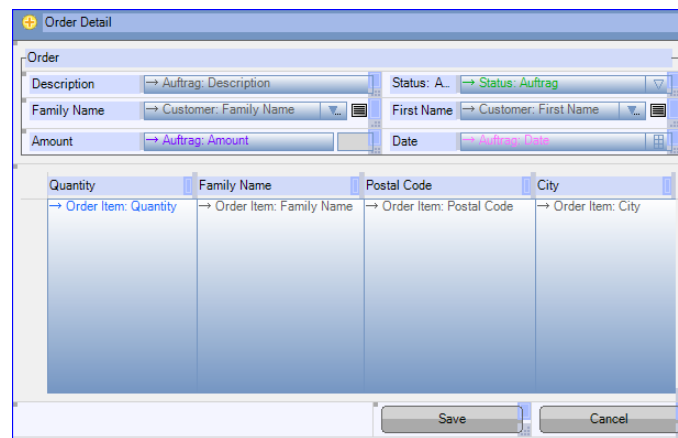 Order Detail
Order
Description → Auftrag: Description Status: A... → Status: Auftrag
Family Name → Customer: Family Name First Name → Customer: First Name
Amount → Auftrag: Amount Date → Auftrag: Date
Quantity Family Name Postal Code City
→ Order Item: Quantity → Order Item: Family Name → Order Item: Postal Code → Order Item: City
Save Cancel